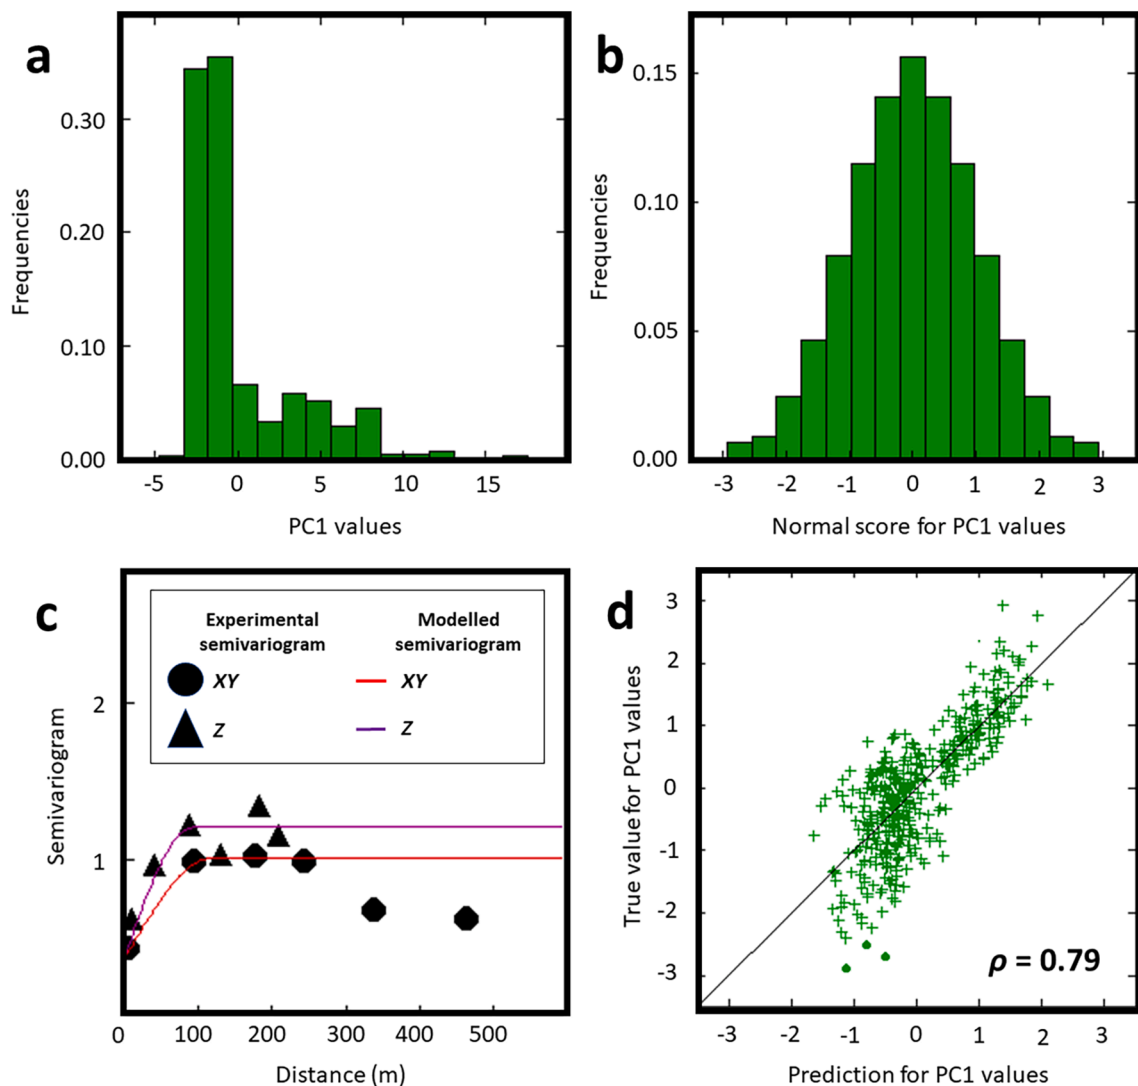 a
0.30
0.20
0.10
0.00
Frequencies
-5 0 5 10 15
PC1 values
b
0.15
0.10
0.05
0.00
Frequencies
-3 -2 -1 0 1 2 3
Normal score for PC1 values
c
Experimental semivariogram
Modelled semivariogram
XY
XY
Z
Z
2
1
Semivariogram
0 100 200 300 400 500
Distance (m)
d
3
2
1
0
-1
-2
-3
True value for PC1 values
ρ = 0.79
-3 -2 -1 0 1 2 3
Prediction for PC1 values